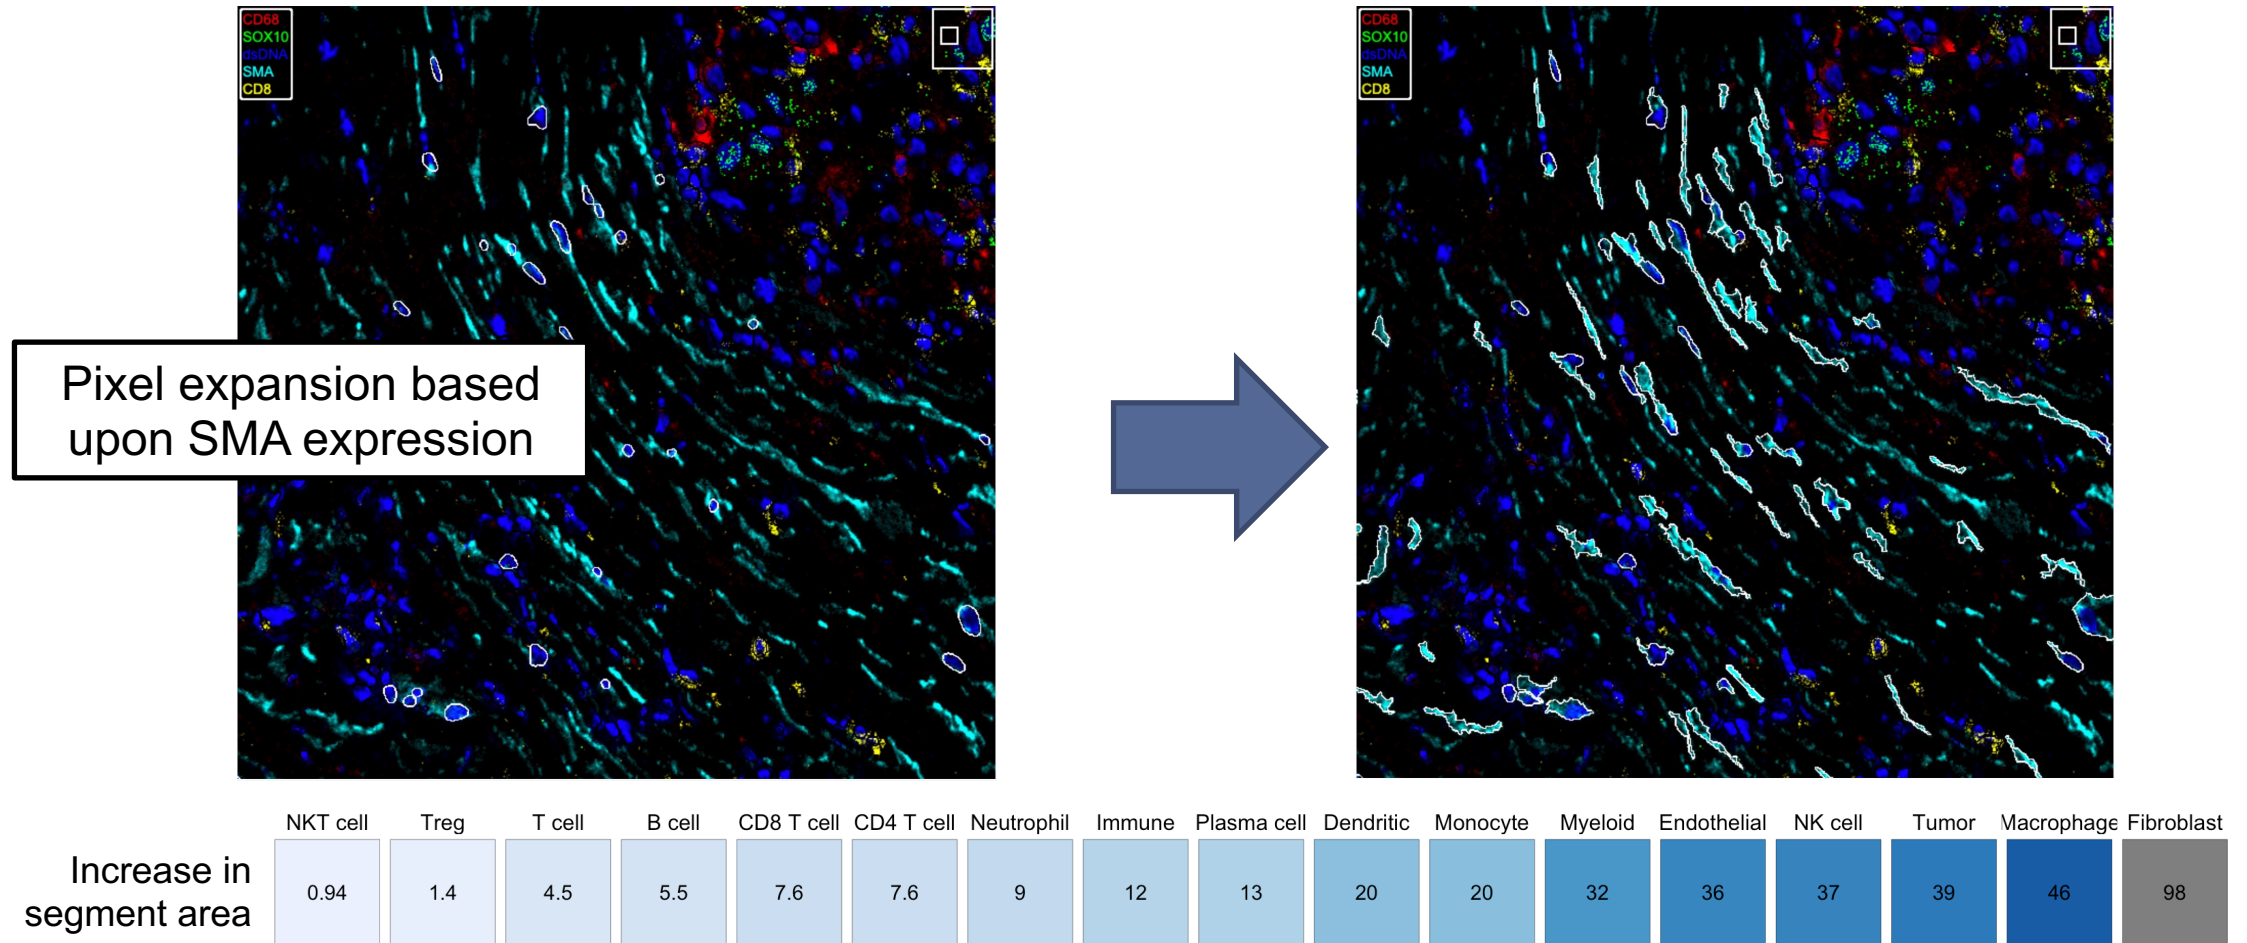 CD68
SOX10
dsDNA
SMA
CD8
CD68
SOX10
dsDNA
SMA
CD8
Pixel expansion based
upon SMA expression
NKT cell Treg T cell B cell CD8 T cell CD4 T cell Neutrophil Immune Plasma cell Dendritic Monocyte Myeloid Endothelial NK cell Tumor Macrophage Fibroblast
Increase in
segment area
0.94 1.4 4.5 5.5 7.6 7.6 9 12 13 20 20 32 36 37 39 46 98